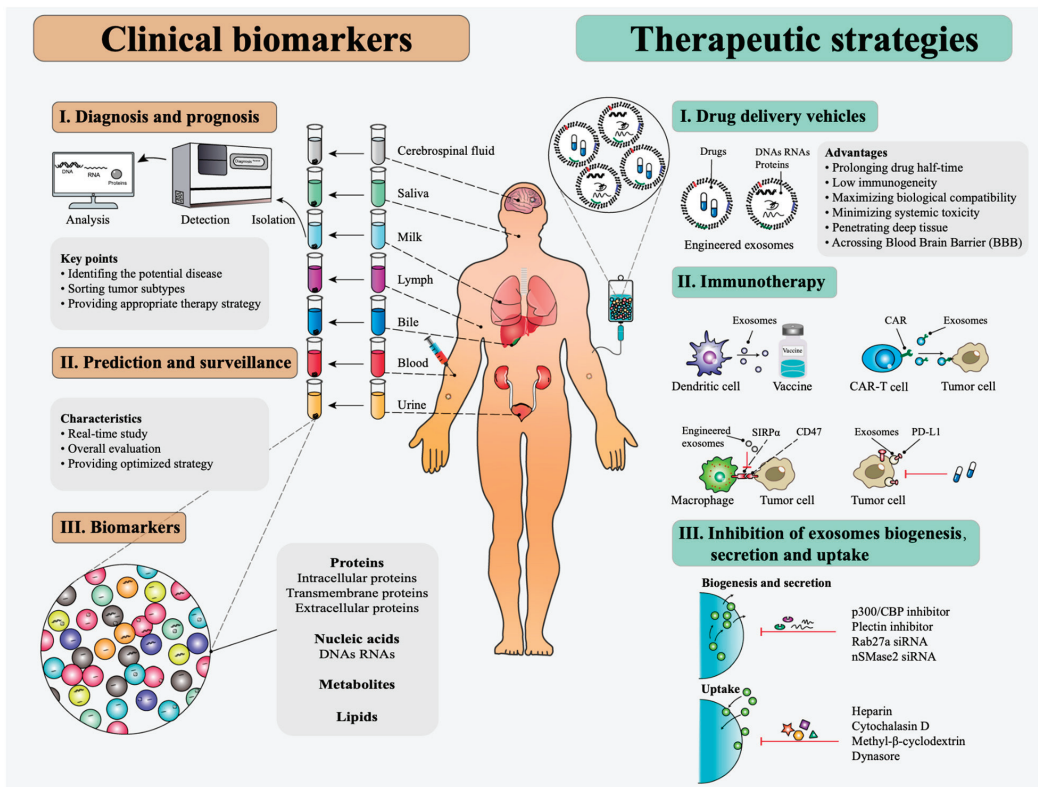 Clinical biomarkers
Therapeutic strategies
I. Diagnosis and prognosis
DNA
RNA
Proteins
Diagnosis
Analysis
Detection
Isolation
Key points
• Identifing the potential disease
• Sorting tumor subtypes
• Providing appropriate therapy strategy
II. Prediction and surveillance
Characteristics
• Real-time study
• Overall evaluation
• Providing optimized strategy
III. Biomarkers
Proteins
Intracellular proteins
Transmembrane proteins
Extracellular proteins
Nucleic acids
DNAs RNAs
Metabolites
Lipids
Cerebrospinal fluid
Saliva
Milk
Lymph
Bile
Blood
Urine
I. Drug delivery vehicles
Drugs
DNAs RNAs
Proteins
Engineered exosomes
Advantages
• Prolonging drug half-time
• Low immunogeneity
• Maximizing biological compatibility
• Minimizing systemic toxicity
• Penetrating deep tissue
• Acrossing Blood Brain Barrier (BBB)
II. Immunotherapy
Exosomes
Vaccine
Dendritic cell
Vaccine
CAR
Exosomes
CAR-T cell
Tumor cell
Engineered
exosomes
SIRPα
CD47
Macrophage
Tumor cell
Exosomes
PD-L1
Tumor cell
III. Inhibition of exosomes biogenesis,
secretion and uptake
Biogenesis and secretion
p300/CBP inhibitor
Plectin inhibitor
Rab27a siRNA
nSMase2 siRNA
Uptake
Heparin
Cytochalasin D
Methyl-β-cyclodextrin
Dynasore